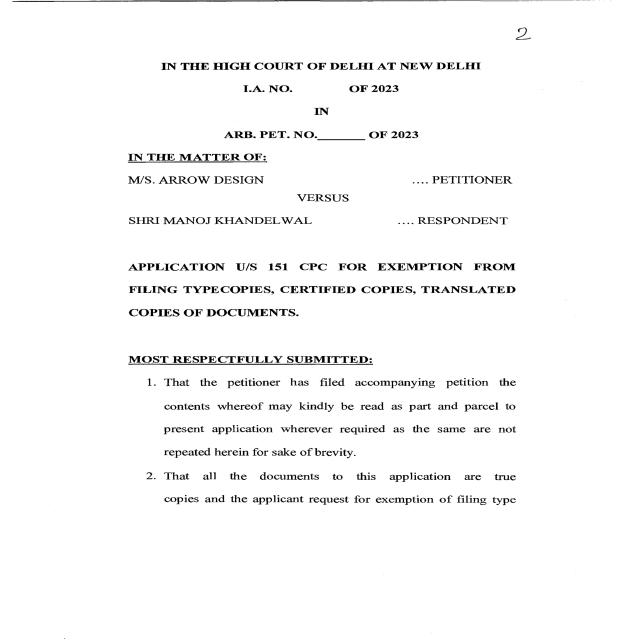 2
IN THE HIGH COURT OF DELHI AT NEW DELHI
I.A. NO. OF 2023
IN
ARB. PET. NO._______ OF 2023
IN THE MATTER OF:
M/S. ARROW DESIGN .... PETITIONER
VERSUS
SHRI MANOJ KHANDELWAL .... RESPONDENT
APPLICATION U/S 151 CPC FOR EXEMPTION FROM
FILING TYPECOPIES, CERTIFIED COPIES, TRANSLATED
COPIES OF DOCUMENTS.
MOST RESPECTFULLY SUBMITTED:
1. That the petitioner has filed accompanying petition the
contents whereof may kindly be read as part and parcel to
present application wherever required as the same are not
repeated herein for sake of brevity.
2. That all the documents to this application are true
copies and the applicant request for exemption of filing type